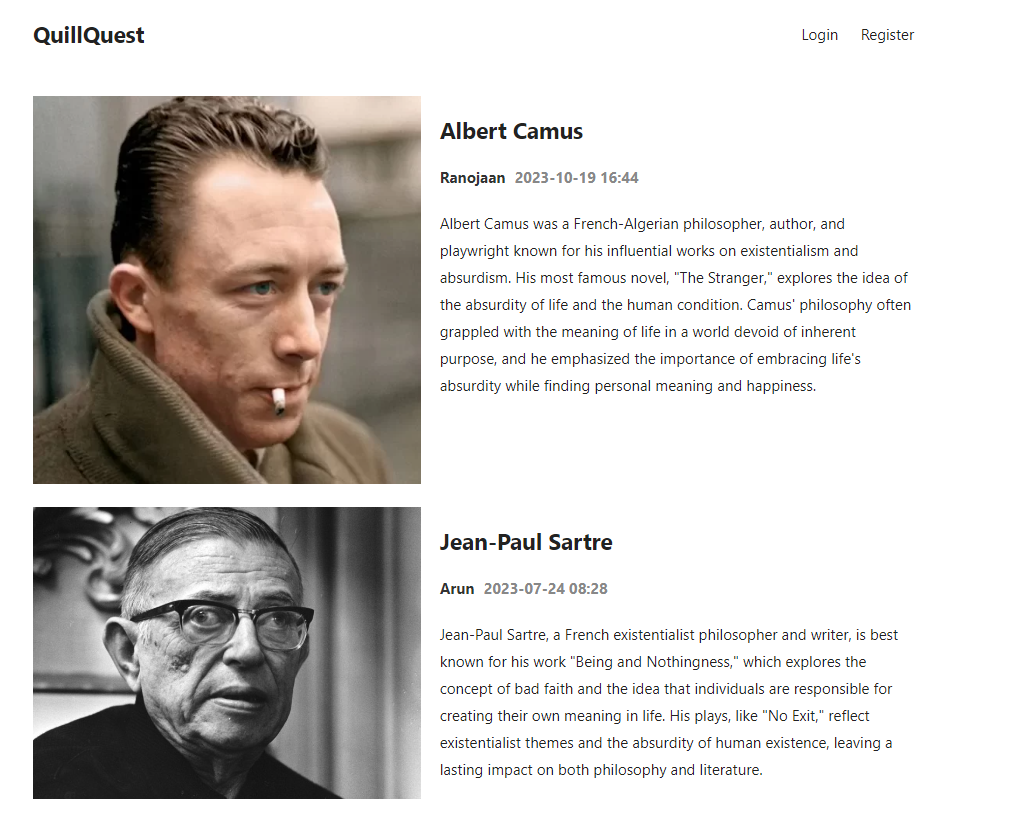 QuillQuest
Login Register
Albert Camus
Ranojaan 2023-10-19 16:44
Albert Camus was a French-Algerian philosopher, author, and
playwright known for his influential works on existentialism and
absurdism. His most famous novel, "The Stranger," explores the idea of
the absurdity of life and the human condition. Camus' philosophy often
grappled with the meaning of life in a world devoid of inherent
purpose, and he emphasized the importance of embracing life's
absurdity while finding personal meaning and happiness.
Jean-Paul Sartre
Arun 2023-07-24 08:28
Jean-Paul Sartre, a French existentialist philosopher and writer, is best
known for his work "Being and Nothingness," which explores the
concept of bad faith and the idea that individuals are responsible for
creating their own meaning in life. His plays, like "No Exit," reflect
existentialist themes and the absurdity of human existence, leaving a
lasting impact on both philosophy and literature.